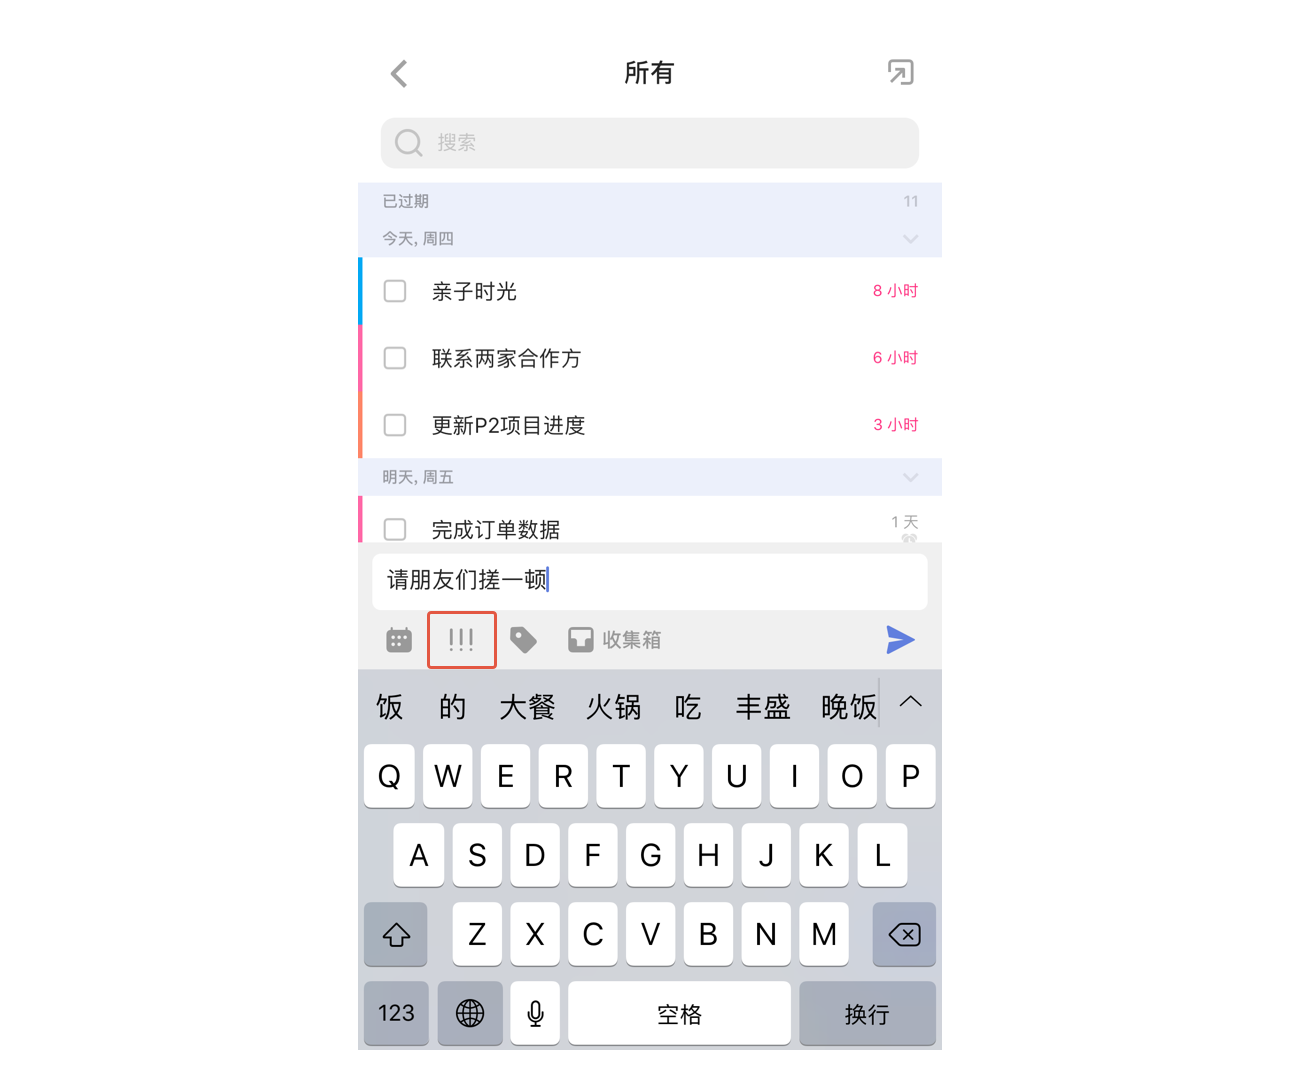 所有
搜索
已过期 11
今天, 周四
亲子时光 8 小时
联系两家合作方 6 小时
更新P2项目进度 3 小时
明天, 周五
完成订单数据 1 天
请朋友们搓一顿
!!! 收集箱
饭 的 大餐 火锅 吃 丰盛 晚饭
Q W E R T Y U I O P
A S D F G H J K L
Z X C V B N M
123 空格 换行